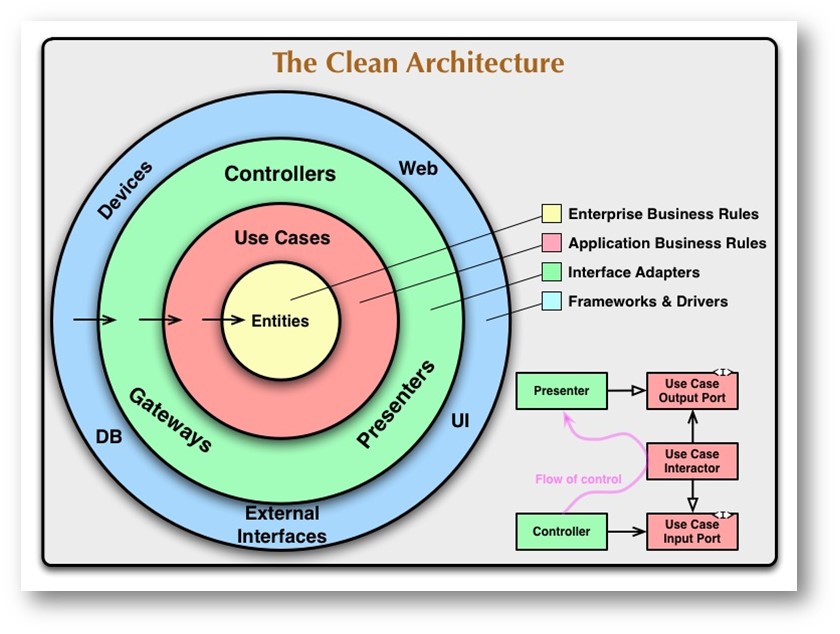 The Clean Architecture
Devices
Web
Controllers
Use Cases
Entities
Gateways
Presenters
DB
UI
External
Interfaces
Enterprise Business Rules
Application Business Rules
Interface Adapters
Frameworks & Drivers
Presenter
<I>
Use Case
Output Port
Use Case
Interactor
Flow of control
Controller
<I>
Use Case
Input Port